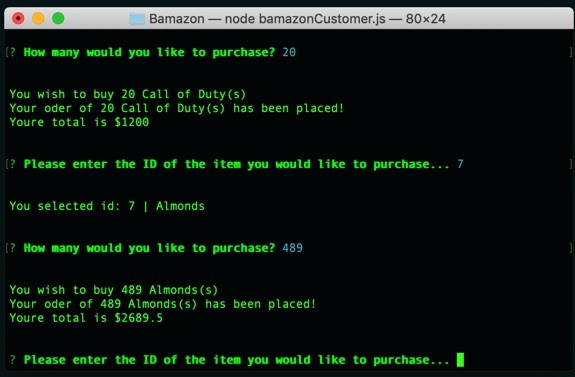 Bamazon — node bamazonCustomer.js — 80×24
[? How many would you like to purchase? 20 ]
You wish to buy 20 Call of Duty(s)
Your oder of 20 Call of Duty(s) has been placed!
Youre total is $1200
[? Please enter the ID of the item you would like to purchase... 7 ]
You selected id: 7 | Almonds
[? How many would you like to purchase? 489 ]
You wish to buy 489 Almonds(s)
Your oder of 489 Almonds(s) has been placed!
Youre total is $2689.5
? Please enter the ID of the item you would like to purchase...